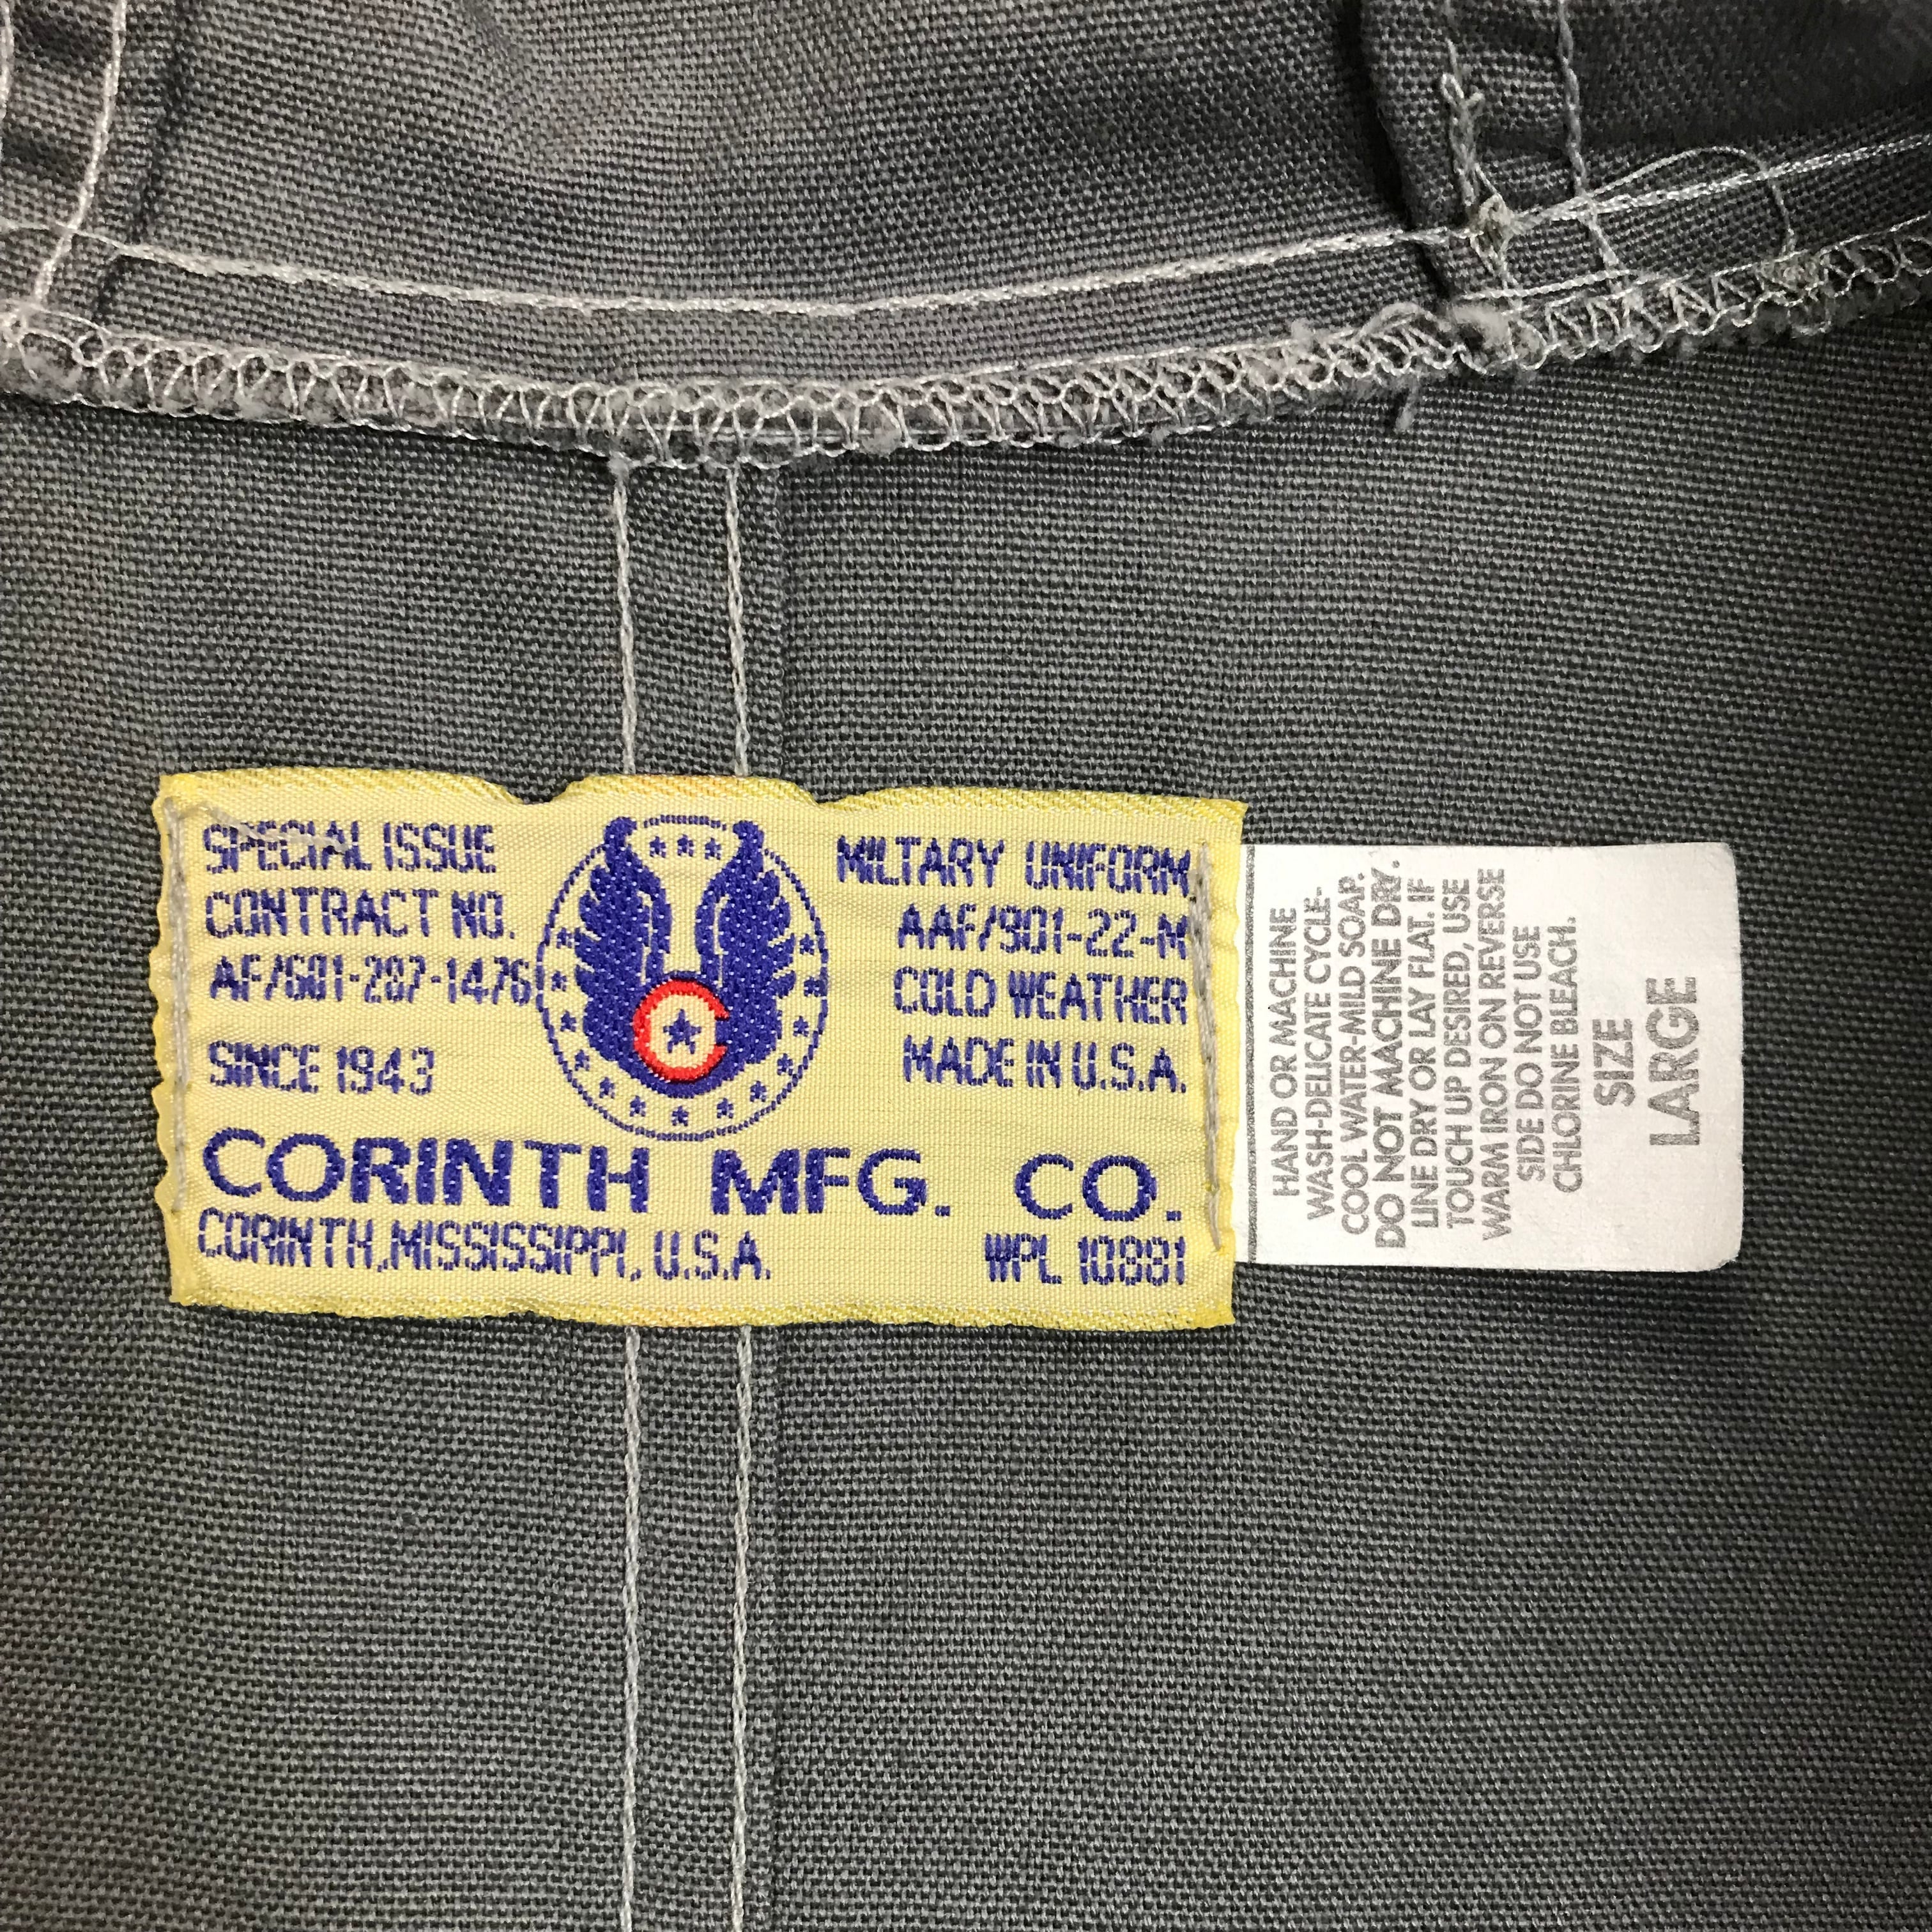 SPECIAL ISSUE
CONTRACT NO.
AF/601-207-1476
SINCE 1943
MILTARY UNIFORM
AAF/901-22-M
COLD WEATHER
MADE IN U.S.A.
C
CORINTH MFG. CO.
CORINTH, MISSISSIPPI, U.S.A.
WPL 10881
HAND OR MACHINE
WASH-DELICATE CYCLE-
COOL WATER-MILD SOAP.
DO NOT MACHINE DRY.
LINE DRY OR LAY FLAT. IF
TOUCH UP DESIRED, USE
WARM IRON ON REVERSE
SIDE DO NOT USE
CHLORINE BLEACH.
SIZE
LARGE